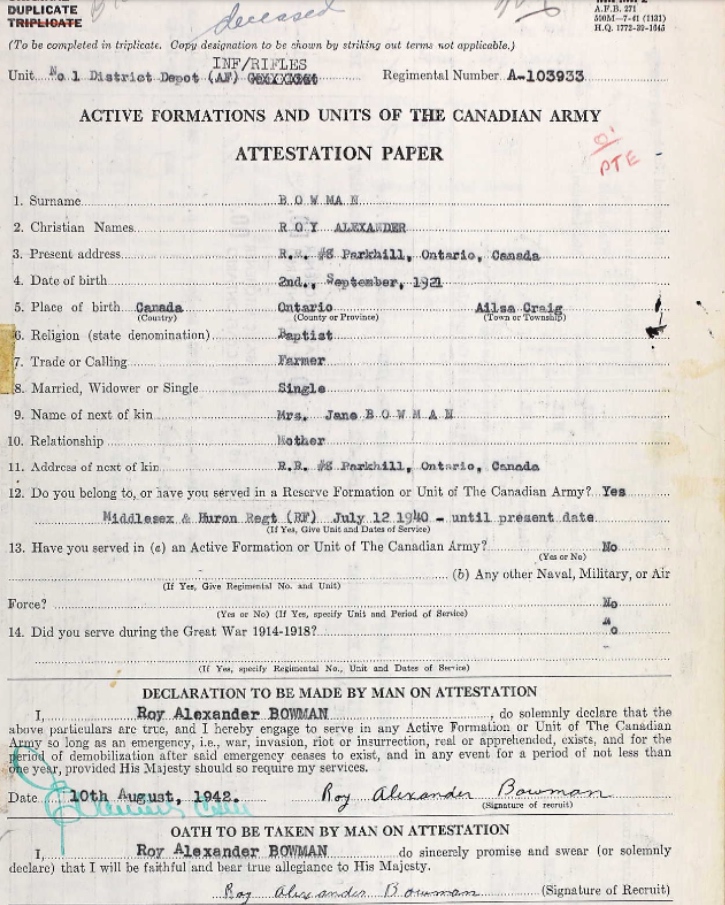 DUPLICATE
TRIPLICATE
deceased
A.F.B. 271
500M—7-41 (1131)
H.Q. 1772-39-1645
(To be completed in triplicate. Copy designation to be shown by striking out terms not applicable.)
INF/RIFLES
Unit No 1 District Depot (AF) Regimental Number A-103933
ACTIVE FORMATIONS AND UNITS OF THE CANADIAN ARMY
ATTESTATION PAPER
PTE
1. Surname BOWMAN
2. Christian Names ROY ALEXANDER
3. Present address R.R. #8 Parkhill, Ontario, Canada
4. Date of birth 2nd., September, 1921
5. Place of birth Canada Ontario Ailsa Craig
(Country) (County or Province) (Town or Township)
6. Religion (state denomination) Baptist
7. Trade or Calling Farmer
8. Married, Widower or Single Single
9. Name of next of kin Mrs. Jane BOWMAN
10. Relationship Mother
11. Address of next of kin R.R. #8 Parkhill, Ontario, Canada
12. Do you belong to, or have you served in a Reserve Formation or Unit of The Canadian Army? Yes
Middlesex & Huron Regt (RF) July 12 1940 - until present date
(If Yes, Give Unit and Dates of Service)
13. Have you served in (a) an Active Formation or Unit of The Canadian Army? No
(Yes or No)
(b) Any other Naval, Military, or Air
(If Yes, Give Regimental No. and Unit)
Force? No
(Yes or No) (If Yes, specify Unit and Period of Service)
14. Did you serve during the Great War 1914-1918? No
(If Yes, specify Regimental No., Unit and Dates of Service)
DECLARATION TO BE MADE BY MAN ON ATTESTATION
I, Roy Alexander BOWMAN, do solemnly declare that the
above particulars are true, and I hereby engage to serve in any Active Formation or Unit of The Canadian
Army so long as an emergency, i.e., war, invasion, riot or insurrection, real or apprehended, exists, and for the
period of demobilization after said emergency ceases to exist, and in any event for a period of not less than
one year, provided His Majesty should so require my services.
Date 10th August, 1942. Roy Alexander Bowman
(Signature of recruit)
OATH TO BE TAKEN BY MAN ON ATTESTATION
I, Roy Alexander BOWMAN do sincerely promise and swear (or solemnly
declare) that I will be faithful and bear true allegiance to His Majesty.
Roy Alexander Bowman (Signature of Recruit)